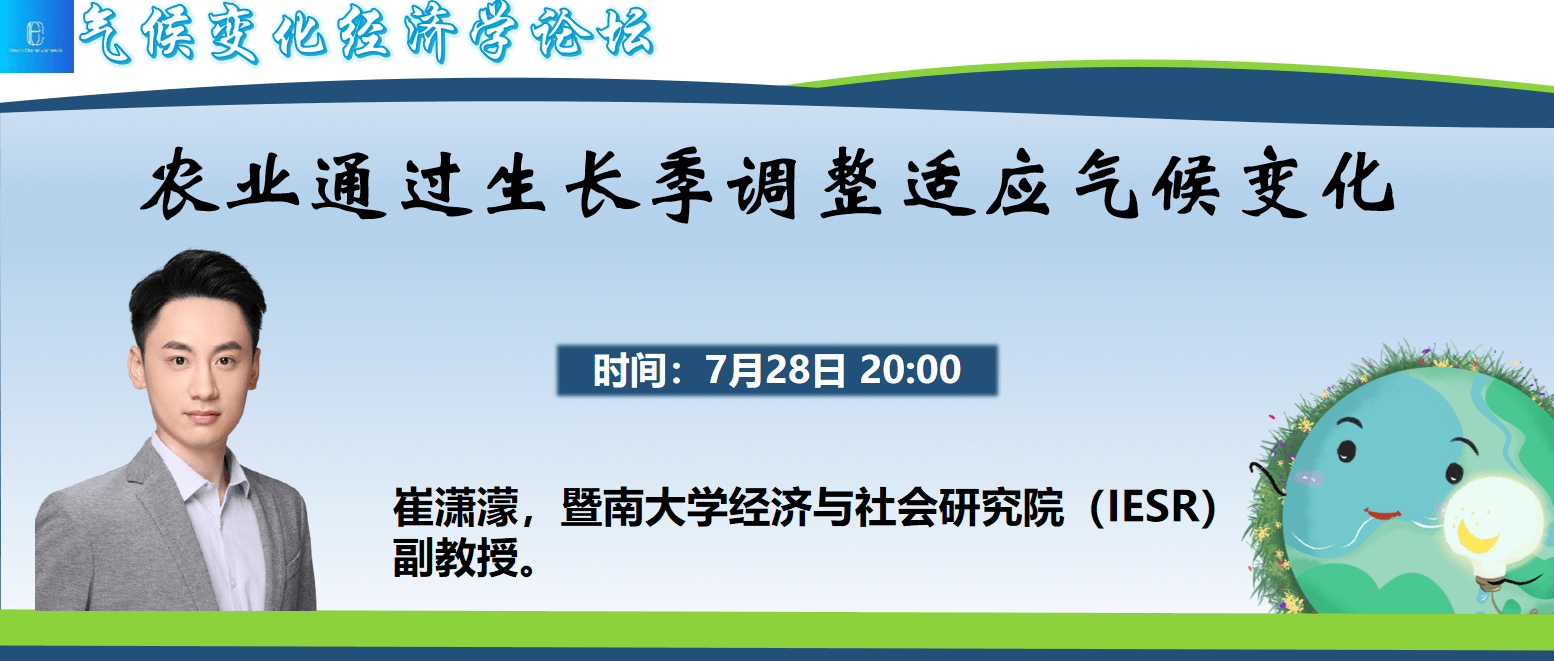 气候变化经济学论坛
农业通过生长季调整适应气候变化
时间：7月28日 20:00
崔潇濛，暨南大学经济与社会研究院（IESR）
副教授。